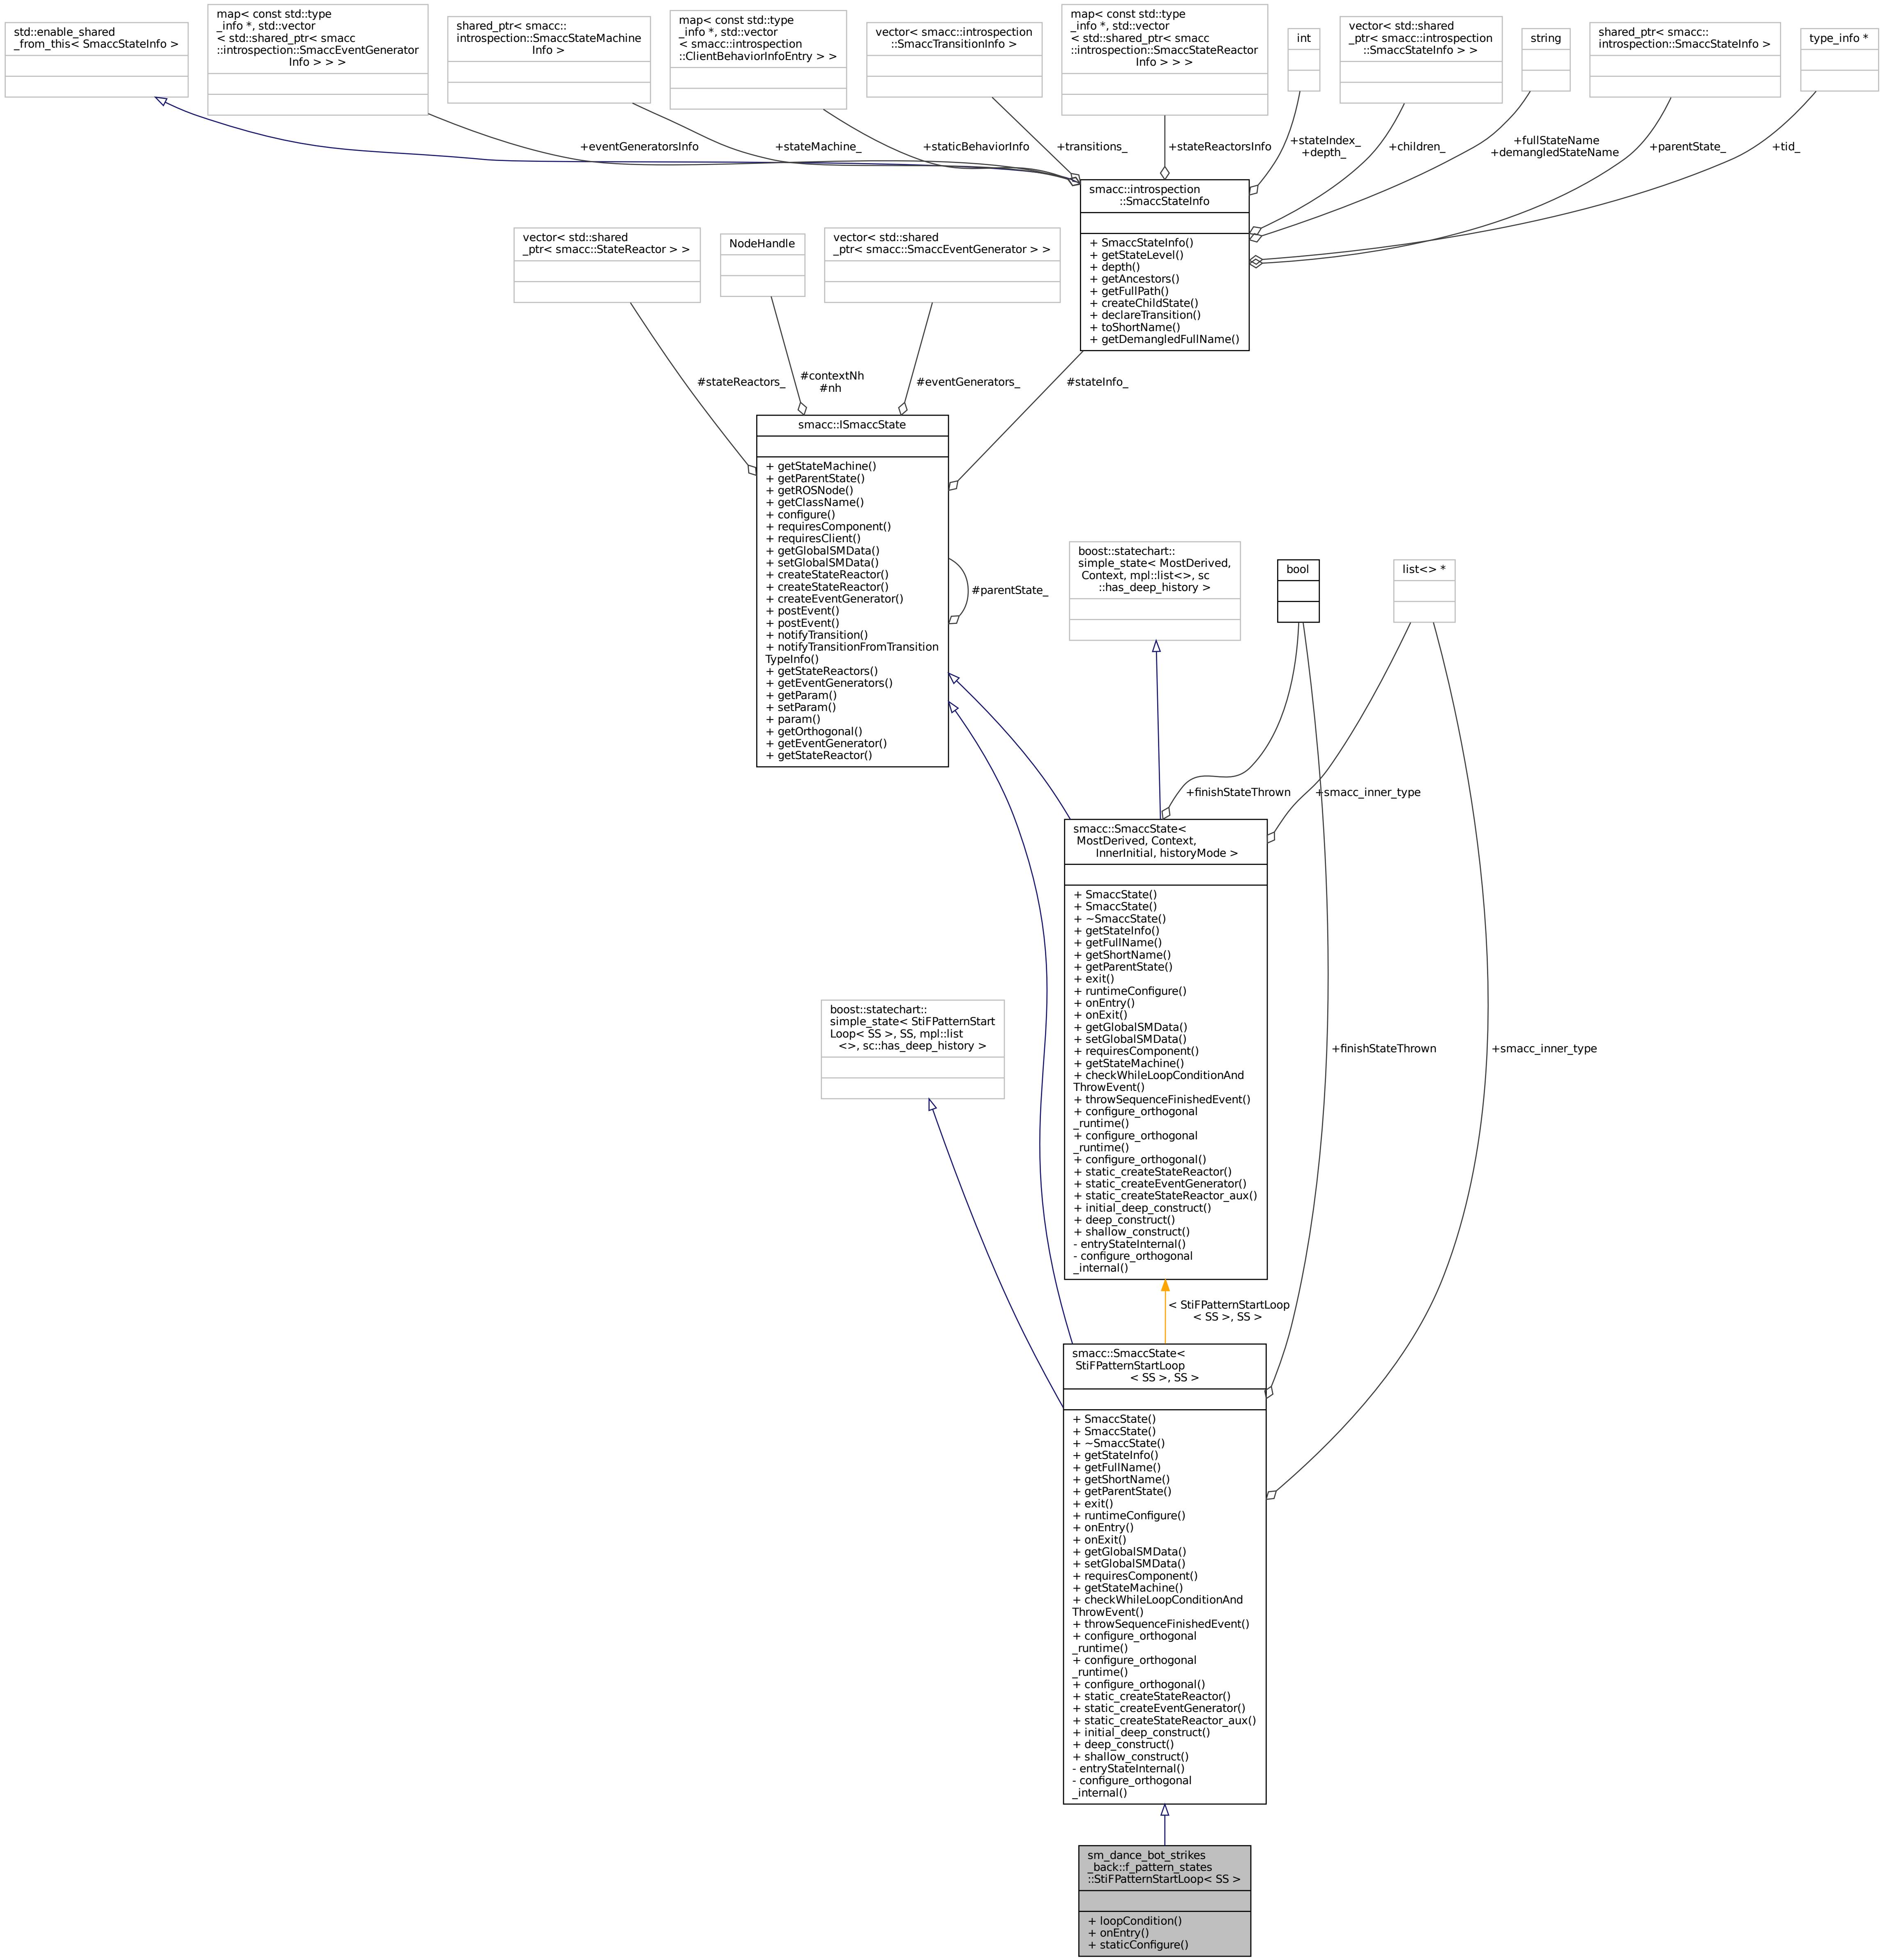 std::enable_shared
_from_this< SmaccStateInfo >
map< const std::type
_info *, std::vector
< std::shared_ptr< smacc
::introspection::SmaccEventGenerator
Info > > >
shared_ptr< smacc::
introspection::SmaccStateMachine
Info >
map< const std::type
_info *, std::vector
< smacc::introspection
::ClientBehaviorInfoEntry > >
vector< smacc::introspection
::SmaccTransitionInfo >
map< const std::type
_info *, std::vector
< std::shared_ptr< smacc
::introspection::SmaccStateReactor
Info > > >
int
vector< std::shared
_ptr< smacc::introspection
::SmaccStateInfo > >
string
shared_ptr< smacc::
introspection::SmaccStateInfo >
type_info *
+eventGeneratorsInfo
+stateMachine_
+staticBehaviorInfo
+transitions_
+stateReactorsInfo
+stateIndex_
+depth_
+children_
+fullStateName
+demangledStateName
+parentState_
+tid_
smacc::introspection
::SmaccStateInfo
+ SmaccStateInfo()
+ getStateLevel()
+ depth()
+ getAncestors()
+ getFullPath()
+ createChildState()
+ declareTransition()
+ toShortName()
+ getDemangledFullName()
vector< std::shared
_ptr< smacc::StateReactor > >
NodeHandle
vector< std::shared
_ptr< smacc::SmaccEventGenerator > >
#stateReactors_
#contextNh
#nh
#eventGenerators_
#stateInfo_
smacc::ISmaccState
+ getStateMachine()
+ getParentState()
+ getROSNode()
+ getClassName()
+ configure()
+ requiresComponent()
+ requiresClient()
+ getGlobalSMData()
+ setGlobalSMData()
+ createStateReactor()
+ createStateReactor()
+ createEventGenerator()
+ postEvent()
+ postEvent()
+ notifyTransition()
+ notifyTransitionFromTransition
TypeInfo()
+ getStateReactors()
+ getEventGenerators()
+ getParam()
+ setParam()
+ param()
+ getOrthogonal()
+ getEventGenerator()
+ getStateReactor()
#parentState_
boost::statechart::
simple_state< MostDerived,
Context, mpl::list<>, sc
::has_deep_history >
bool
list<> *
+finishStateThrown
+smacc_inner_type
smacc::SmaccState<
MostDerived, Context,
InnerInitial, historyMode >
+ SmaccState()
+ SmaccState()
+ ~SmaccState()
+ getStateInfo()
+ getFullName()
+ getShortName()
+ getParentState()
+ exit()
+ runtimeConfigure()
+ onEntry()
+ onExit()
+ getGlobalSMData()
+ setGlobalSMData()
+ requiresComponent()
+ getStateMachine()
+ checkWhileLoopConditionAnd
ThrowEvent()
+ throwSequenceFinishedEvent()
+ configure_orthogonal
_runtime()
+ configure_orthogonal
_runtime()
+ configure_orthogonal()
+ static_createStateReactor()
+ static_createEventGenerator()
+ static_createStateReactor_aux()
+ initial_deep_construct()
+ deep_construct()
+ shallow_construct()
- entryStateInternal()
- configure_orthogonal
_internal()
boost::statechart::
simple_state< StiFPatternStart
Loop< SS >, SS, mpl::list
<>, sc::has_deep_history >
+finishStateThrown
+smacc_inner_type
< StiFPatternStartLoop
< SS >, SS >
smacc::SmaccState<
StiFPatternStartLoop
< SS >, SS >
+ SmaccState()
+ SmaccState()
+ ~SmaccState()
+ getStateInfo()
+ getFullName()
+ getShortName()
+ getParentState()
+ exit()
+ runtimeConfigure()
+ onEntry()
+ onExit()
+ getGlobalSMData()
+ setGlobalSMData()
+ requiresComponent()
+ getStateMachine()
+ checkWhileLoopConditionAnd
ThrowEvent()
+ throwSequenceFinishedEvent()
+ configure_orthogonal
_runtime()
+ configure_orthogonal
_runtime()
+ configure_orthogonal()
+ static_createStateReactor()
+ static_createEventGenerator()
+ static_createStateReactor_aux()
+ initial_deep_construct()
+ deep_construct()
+ shallow_construct()
- entryStateInternal()
- configure_orthogonal
_internal()
sm_dance_bot_strikes
_back::f_pattern_states
::StiFPatternStartLoop< SS >
+ loopCondition()
+ onEntry()
+ staticConfigure()